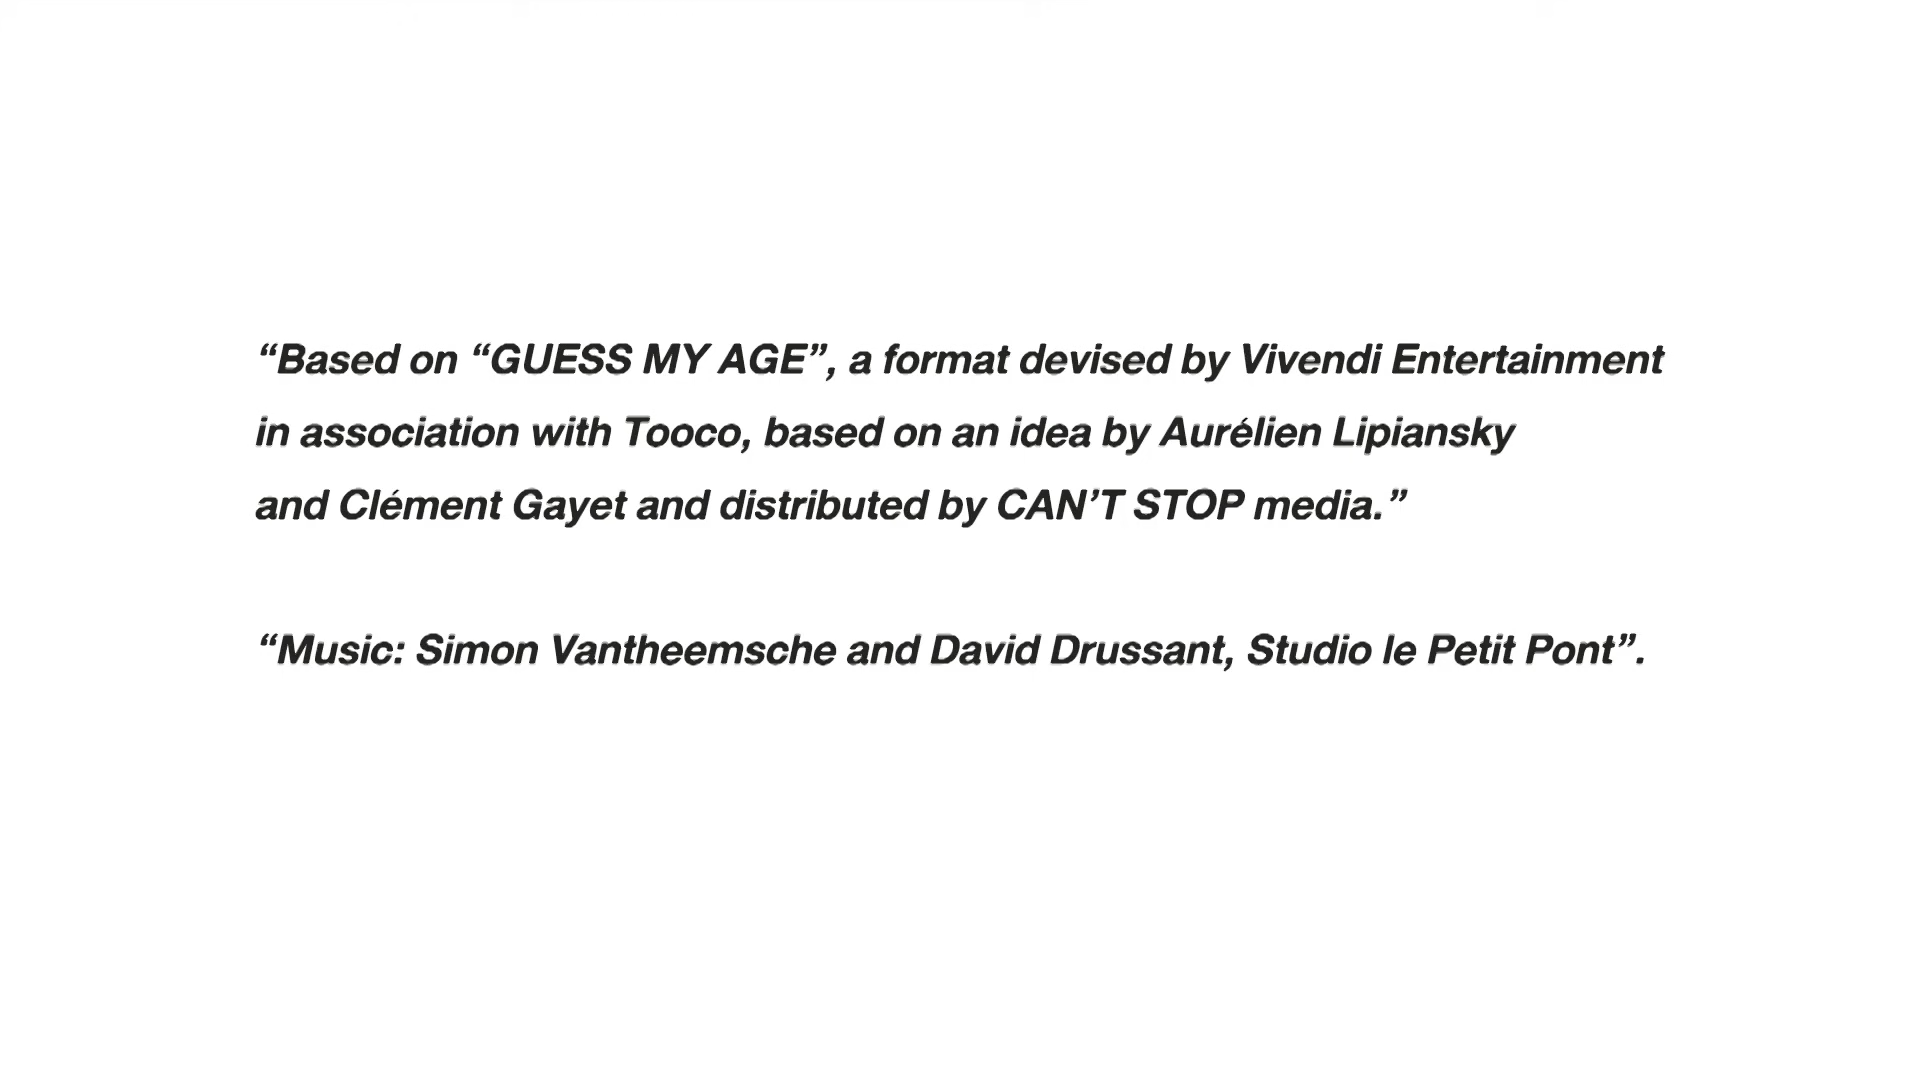 “Based on “GUESS MY AGE”, a format devised by Vivendi Entertainment
in association with Tooco, based on an idea by Aurélien Lipiansky
and Clément Gayet and distributed by CAN’T STOP media.”
“Music: Simon Vantheemsche and David Drussant, Studio le Petit Pont”.